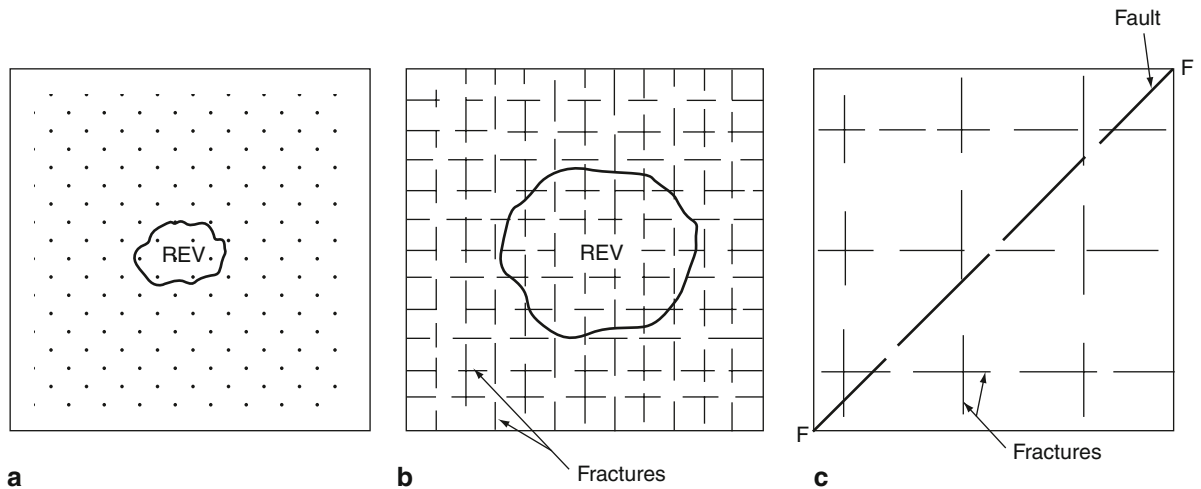 Fault
F
REV
REV
F
Fractures
Fractures
a
b
c